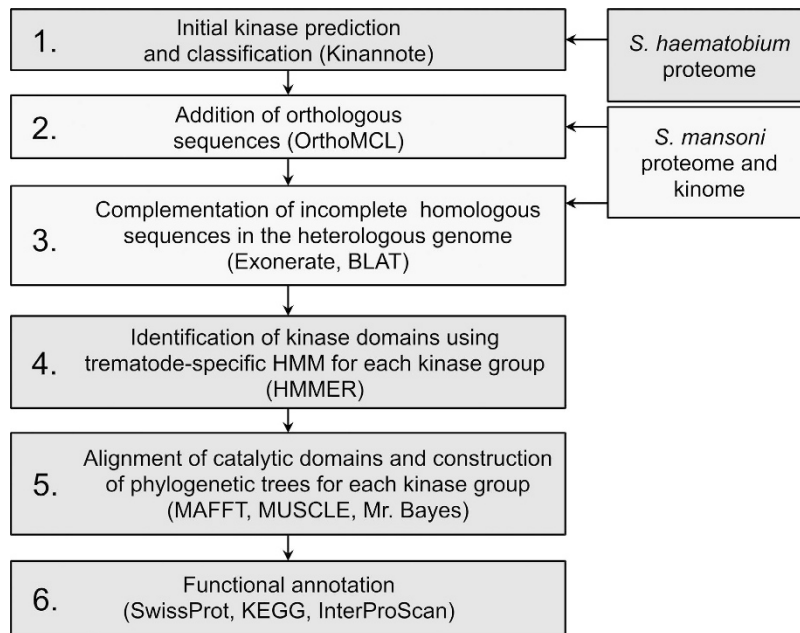 1.
Initial kinase prediction
and classification (Kinannote)
S. haematobium
proteome
2.
Addition of orthologous
sequences (OrthoMCL)
S. mansoni
proteome and
kinome
3.
Complementation of incomplete homologous
sequences in the heterologous genome
(Exonerate, BLAT)
4.
Identification of kinase domains using
trematode-specific HMM for each kinase group
(HMMER)
5.
Alignment of catalytic domains and construction
of phylogenetic trees for each kinase group
(MAFFT, MUSCLE, Mr. Bayes)
6.
Functional annotation
(SwissProt, KEGG, InterProScan)